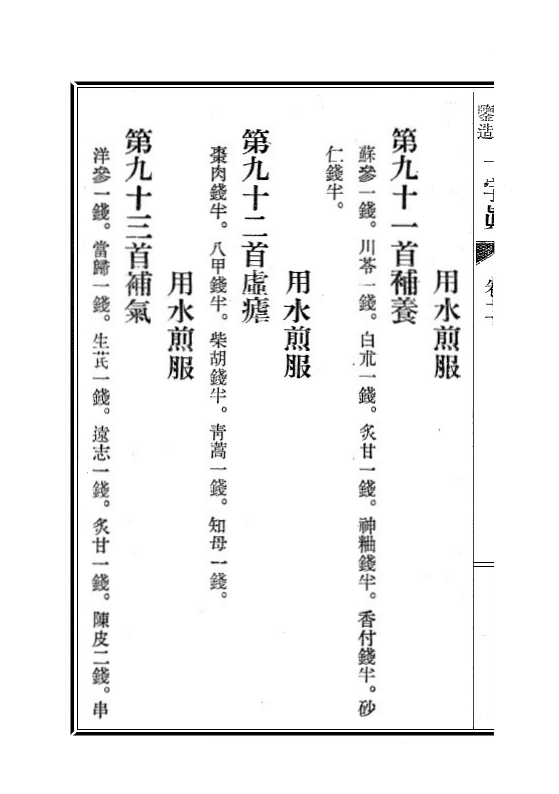 用水煎服
第九十一首補養
蘇參一錢。川苓一錢。白朮一錢。炙甘一錢。神粬錢半。香付錢半。砂
仁錢半。
用水煎服
第九十二首虛瘧
棗肉錢半。八甲錢半。柴胡錢半。靑蒿一錢。知母一錢。
用水煎服
第九十三首補氣
洋參一錢。當歸一錢。生芪一錢。遠志一錢。炙甘一錢。陳皮二錢。串